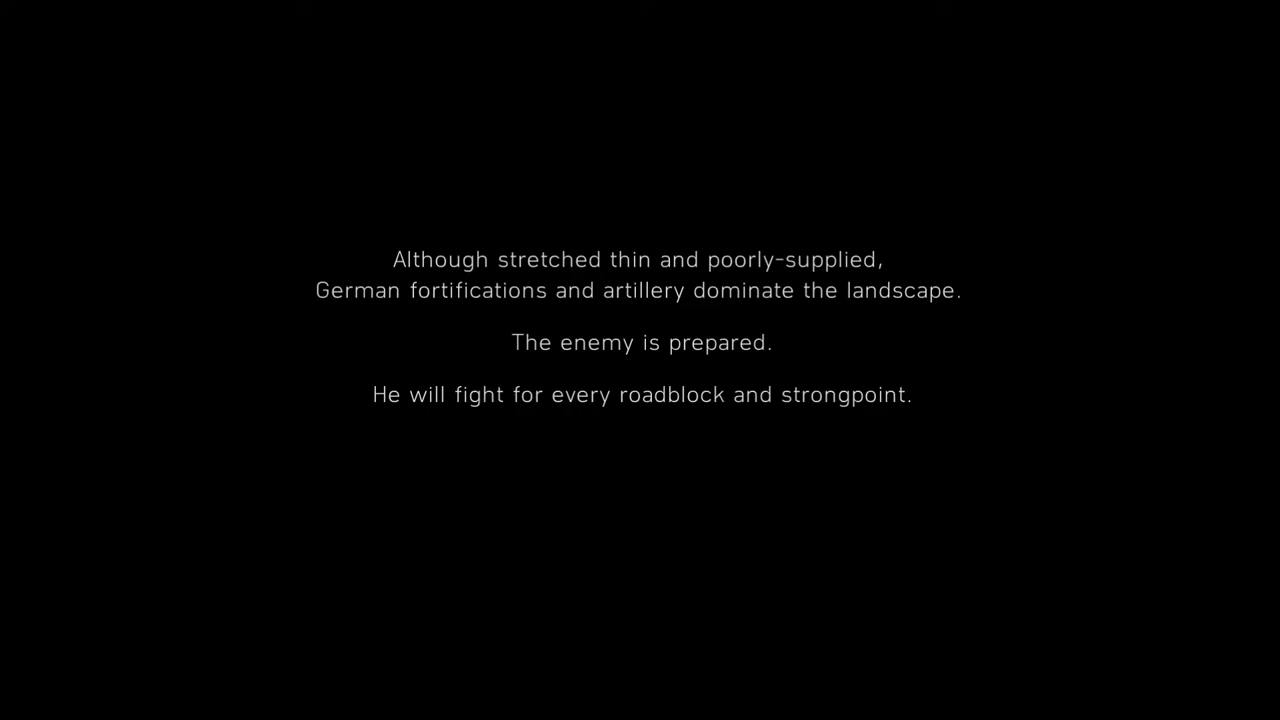 Although stretched thin and poorly-supplied,
German fortifications and artillery dominate the landscape.
The enemy is prepared.
He will fight for every roadblock and strongpoint.